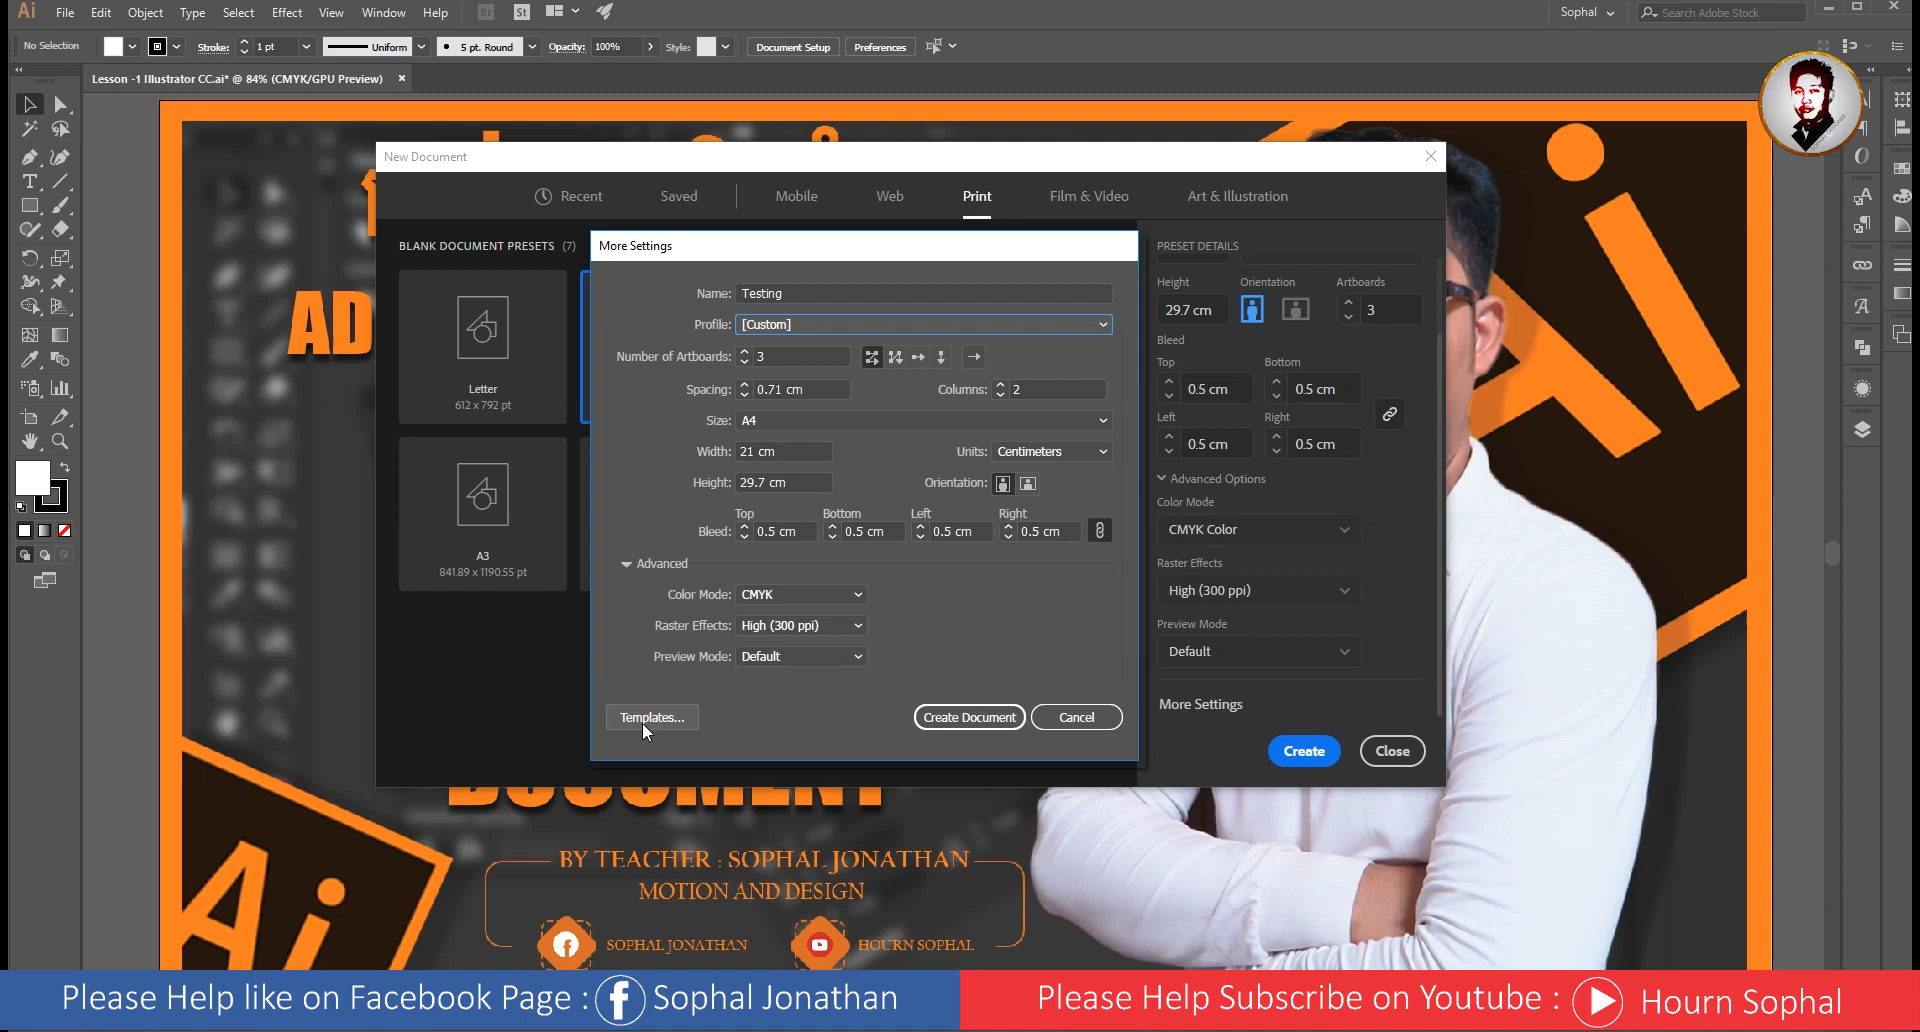 Ai File Edit Object Type Select Effect View Window Help Br St Sophal Search Adobe Stock
No Selection Stroke: 1 pt Uniform 5 pt. Round Opacity: 100% Style: Document Setup Preferences
Lesson -1 Illustrator CC.ai* @ 84% (CMYK/GPU Preview)
New Document
Recent Saved Mobile Web Print Film & Video Art & Illustration
BLANK DOCUMENT PRESETS (7)
Letter
612 x 792 pt
A3
841.89 x 1190.55 pt
More Settings
Name: Testing
Profile: [Custom]
Number of Artboards: 3
Spacing: 0.71 cm Columns: 2
Size: A4
Width: 21 cm Units: Centimeters
Height: 29.7 cm Orientation:
Top Bottom Left Right
Bleed: 0.5 cm 0.5 cm 0.5 cm 0.5 cm
Advanced
Color Mode: CMYK
Raster Effects: High (300 ppi)
Preview Mode: Default
Templates... Create Document Cancel
PRESET DETAILS
Height Orientation Artboards
29.7 cm 3
Bleed
Top Bottom
0.5 cm 0.5 cm
Left Right
0.5 cm 0.5 cm
Advanced Options
Color Mode
CMYK Color
Raster Effects
High (300 ppi)
Preview Mode
Default
More Settings
Create Close
AD
DOCUMENT
Ai
Ai
BY TEACHER : SOPHAL JONATHAN
MOTION AND DESIGN
SOPHAL JONATHAN HOURN SOPHAL
Please Help like on Facebook Page : Sophal Jonathan
Please Help Subscribe on Youtube : Hourn Sophal